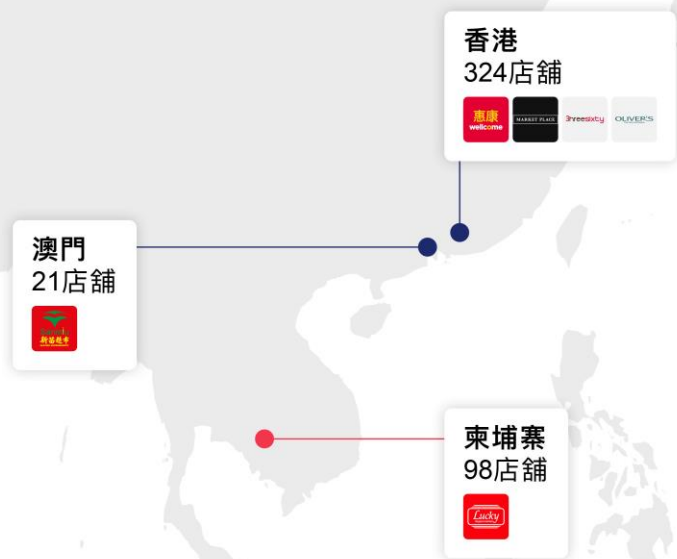 香港
324店舖
惠康
wellcome
MARKET PLACE
3hreesixty
OLIVER'S
澳門
21店舖
新苗超市
柬埔寨
98店舖
Lucky